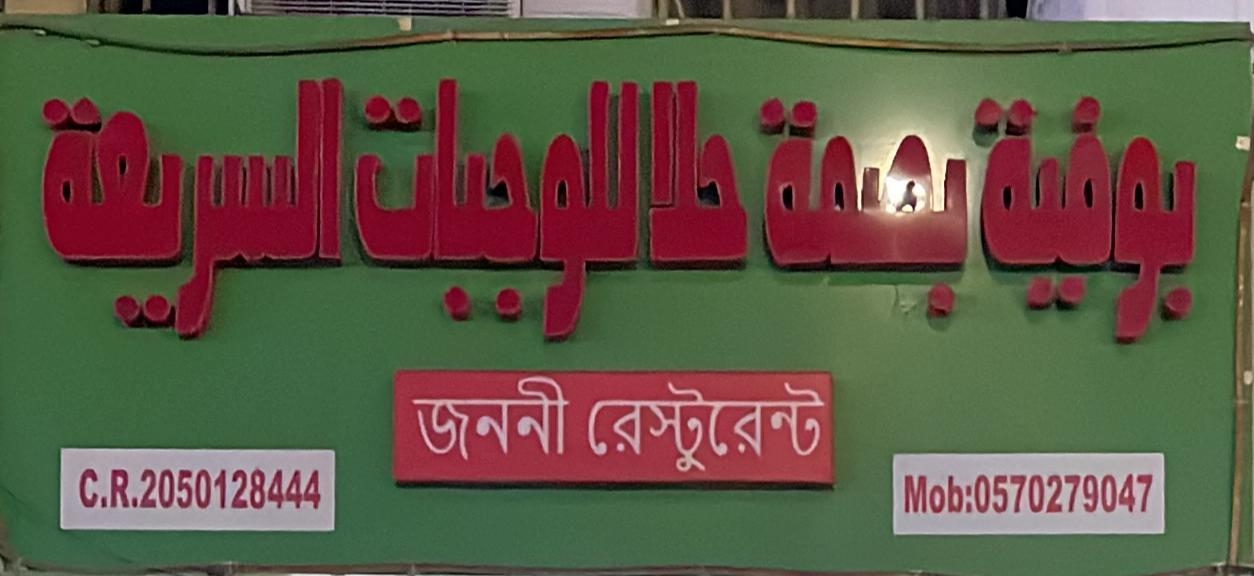 بوفية بصمة حلا للوجبات السريعة
জননী রেস্টুরেন্ট
C.R.2050128444
Mob:0570279047